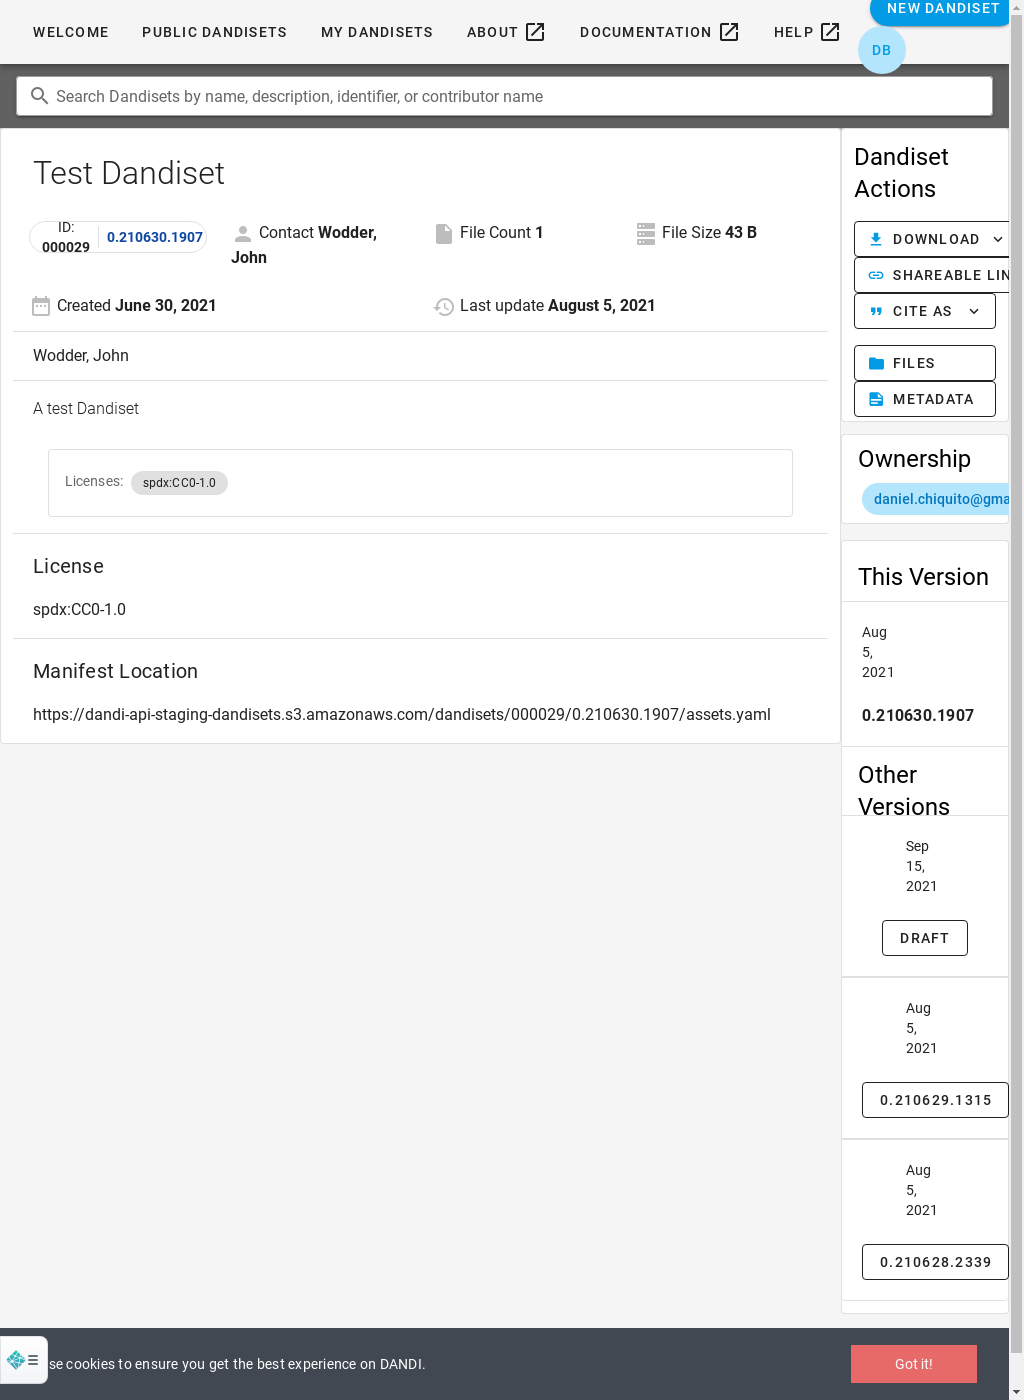 WELCOME PUBLIC DANDISETS MY DANDISETS ABOUT DOCUMENTATION HELP NEW DANDISET
DB
Search Dandisets by name, description, identifier, or contributor name
Test Dandiset
ID: 000029 0.210630.1907
Contact Wodder, John
File Count 1
File Size 43 B
Created June 30, 2021
Last update August 5, 2021
Wodder, John
A test Dandiset
Licenses: spdx:CC0-1.0
License
spdx:CC0-1.0
Manifest Location
https://dandi-api-staging-dandisets.s3.amazonaws.com/dandisets/000029/0.210630.1907/assets.yaml
Dandiset
Actions
DOWNLOAD
SHAREABLE LIN
CITE AS
FILES
METADATA
Ownership
daniel.chiquito@gma
This Version
Aug
5,
2021
0.210630.1907
Other
Versions
Sep
15,
2021
DRAFT
Aug
5,
2021
0.210629.1315
Aug
5,
2021
0.210628.2339
se cookies to ensure you get the best experience on DANDI.
Got it!